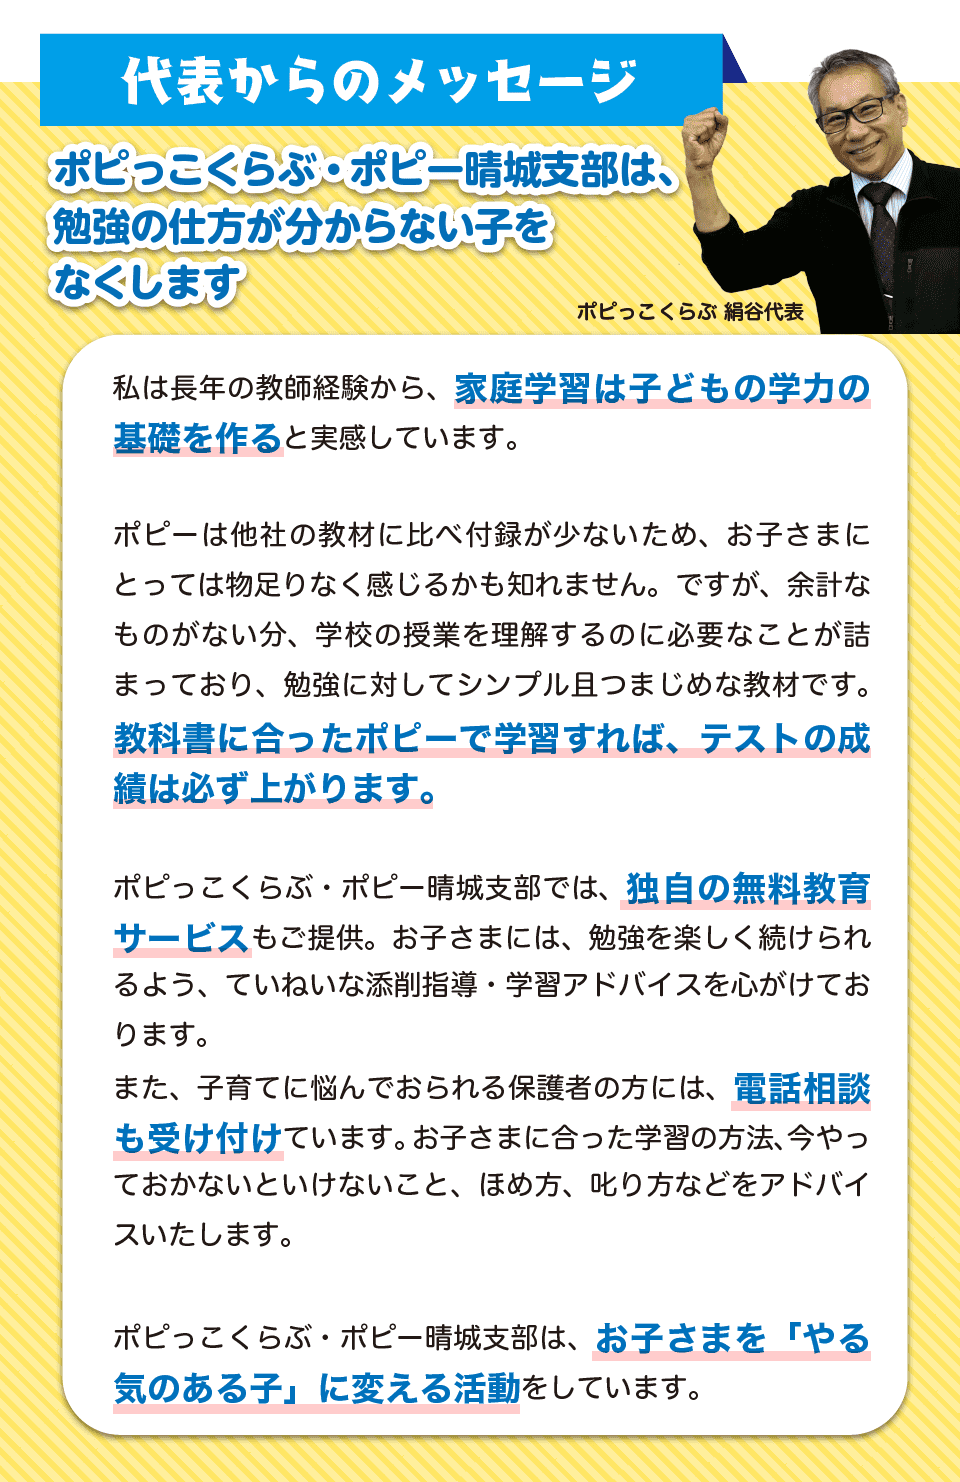 代表からのメッセージ
ポピっこくらぶ・ポピー晴城支部は、
勉強の仕方が分からない子を
なくします
ポピっこくらぶ 絹谷代表
私は長年の教師経験から、家庭学習は子どもの学力の
基礎を作ると実感しています。
ポピーは他社の教材に比べ付録が少ないため、お子さまに
とっては物足りなく感じるかも知れません。ですが、余計な
ものがない分、学校の授業を理解するのに必要なことが詰
まっており、勉強に対してシンプル且つまじめな教材です。
教科書に合ったポピーで学習すれば、テストの成
績は必ず上がります。
ポピっこくらぶ・ポピー晴城支部では、独自の無料教育
サービスもご提供。お子さまには、勉強を楽しく続けられ
るよう、ていねいな添削指導・学習アドバイスを心がけてお
ります。
また、子育てに悩んでおられる保護者の方には、電話相談
も受け付けています。お子さまに合った学習の方法、今やっ
ておかないといけないこと、ほめ方、叱り方などをアドバイ
スいたします。
ポピっこくらぶ・ポピー晴城支部は、お子さまを「やる
気のある子」に変える活動をしています。